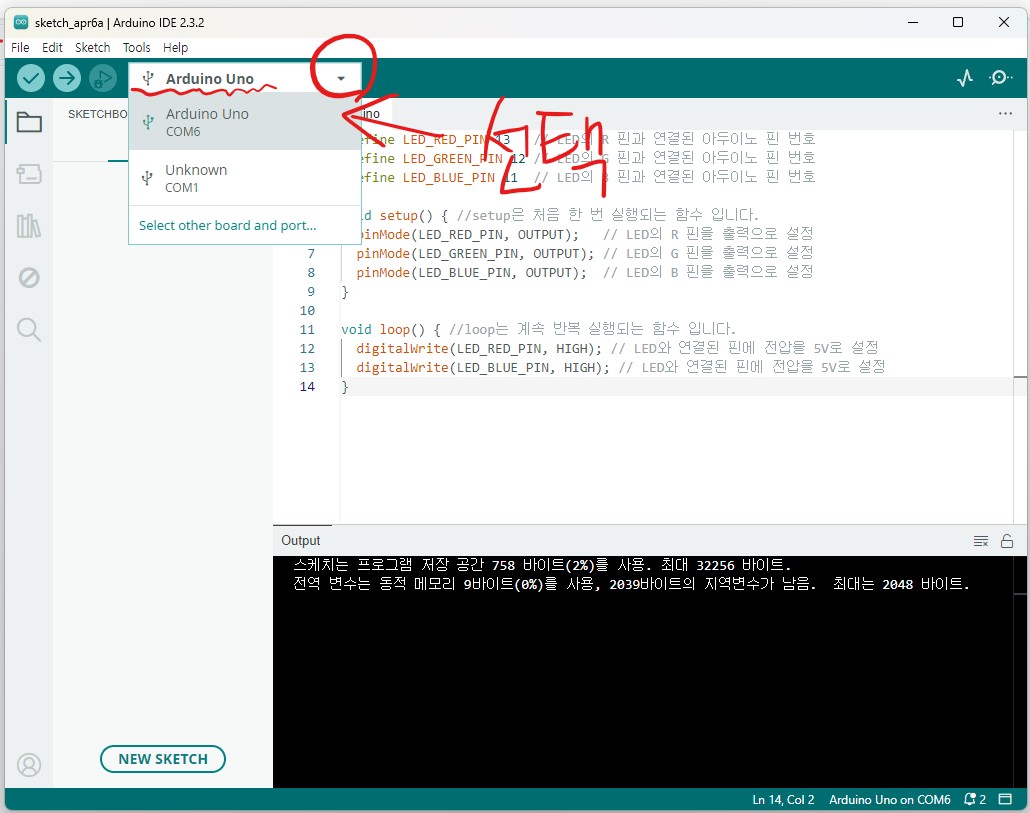 sketch_apr6a | Arduino IDE 2.3.2
File Edit Sketch Tools Help
Arduino Uno
SKETCHBO
ino
Arduino Uno
COM6
Unknown
COM1
Select other board and port...
선택
efine LED_RED_PIN 13 // LED의 R 핀과 연결된 아두이노 핀 번호
efine LED_GREEN_PIN 12 // LED의 G 핀과 연결된 아두이노 핀 번호
efine LED_BLUE_PIN 11 // LED의 B 핀과 연결된 아두이노 핀 번호
id setup() { //setup은 처음 한 번 실행되는 함수 입니다.
pinMode(LED_RED_PIN, OUTPUT); // LED의 R 핀을 출력으로 설정
7 pinMode(LED_GREEN_PIN, OUTPUT); // LED의 G 핀을 출력으로 설정
8 pinMode(LED_BLUE_PIN, OUTPUT); // LED의 B 핀을 출력으로 설정
9 }
10
11 void loop() { //loop는 계속 반복 실행되는 함수 입니다.
12 digitalWrite(LED_RED_PIN, HIGH); // LED와 연결된 핀에 전압을 5V로 설정
13 digitalWrite(LED_BLUE_PIN, HIGH); // LED와 연결된 핀에 전압을 5V로 설정
14 }
Output
스케치는 프로그램 저장 공간 758 바이트(2%)를 사용. 최대 32256 바이트.
전역 변수는 동적 메모리 9바이트(0%)를 사용, 2039바이트의 지역변수가 남음. 최대는 2048 바이트.
NEW SKETCH
Ln 14, Col 2 Arduino Uno on COM6 2